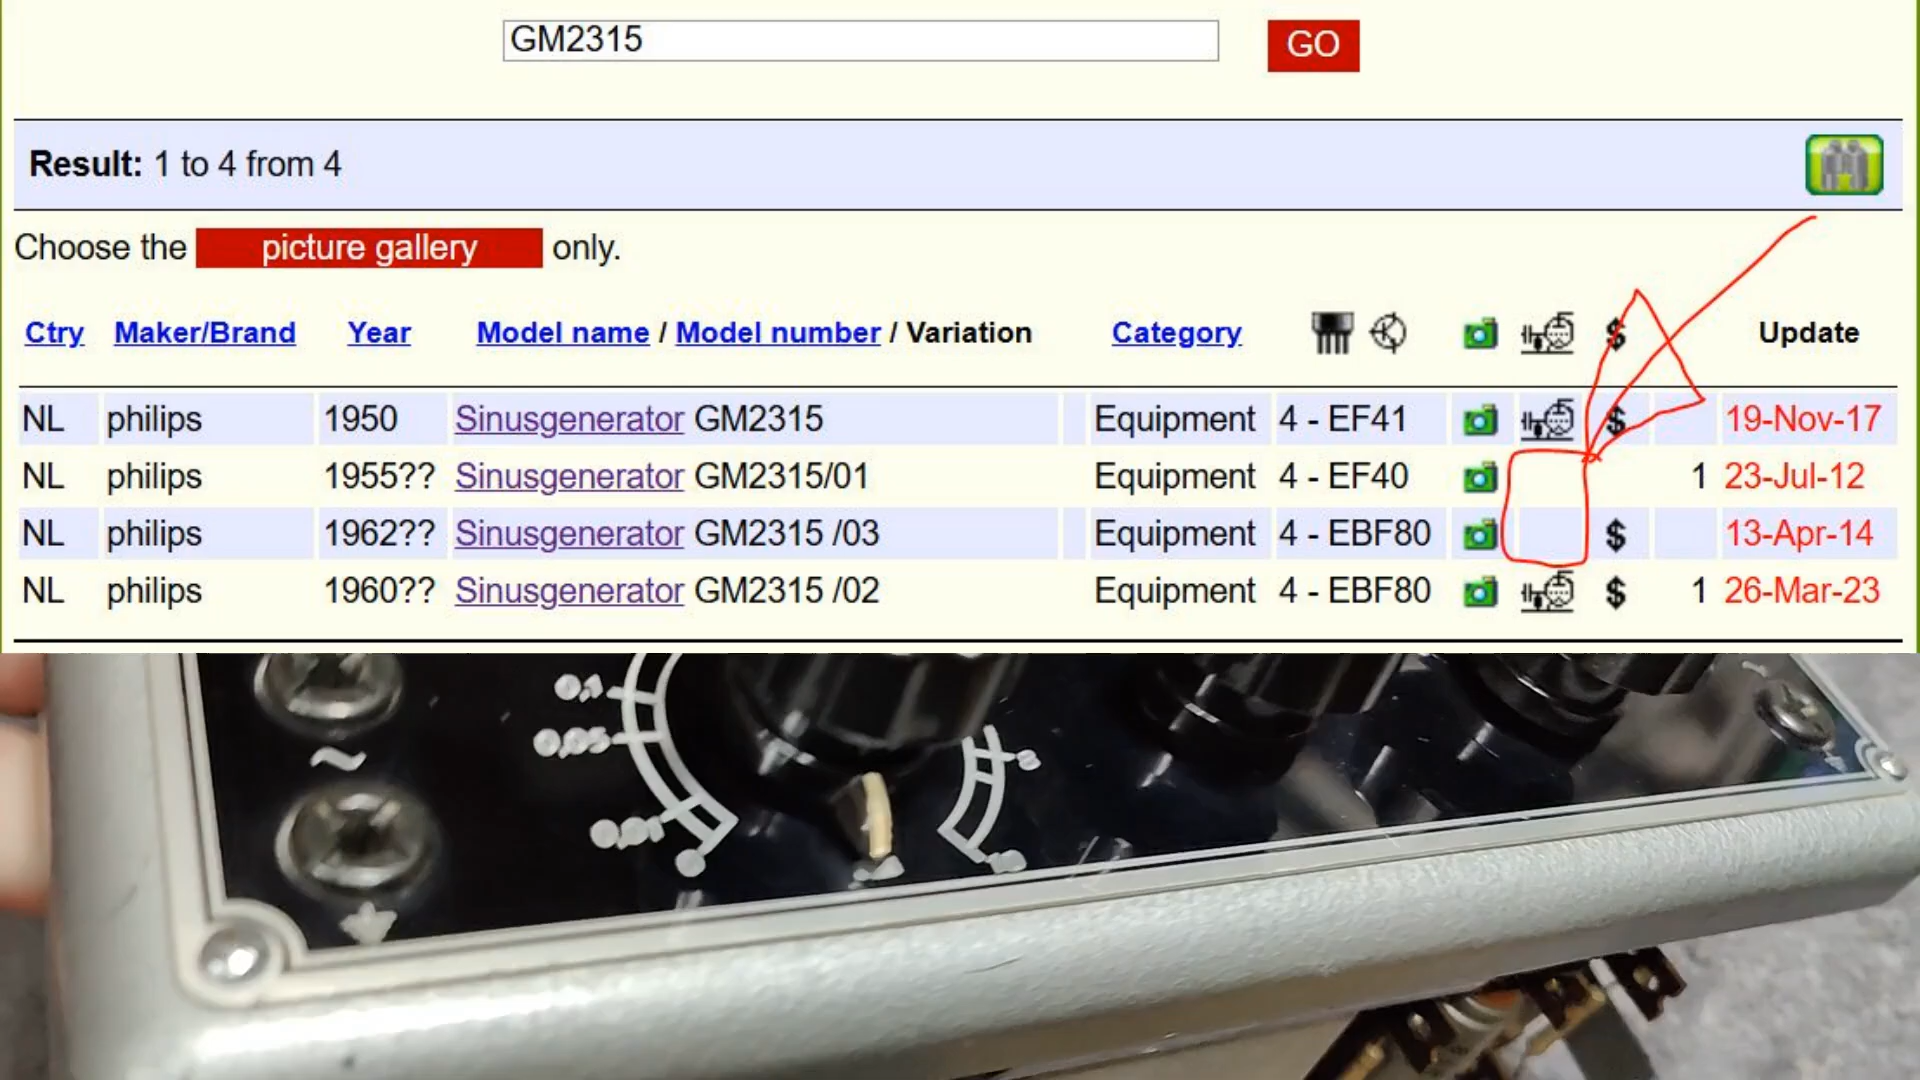 GM2315 GO
Result: 1 to 4 from 4
Choose the picture gallery only.
Ctry Maker/Brand Year Model name / Model number / Variation Category $ Update
NL philips 1950 Sinusgenerator GM2315 Equipment 4 - EF41 $ 19-Nov-17
NL philips 1955?? Sinusgenerator GM2315/01 Equipment 4 - EF40 1 23-Jul-12
NL philips 1962?? Sinusgenerator GM2315 /03 Equipment 4 - EBF80 $ 13-Apr-14
NL philips 1960?? Sinusgenerator GM2315 /02 Equipment 4 - EBF80 $ 1 26-Mar-23
0,1
0,05
~
0,01
0
10